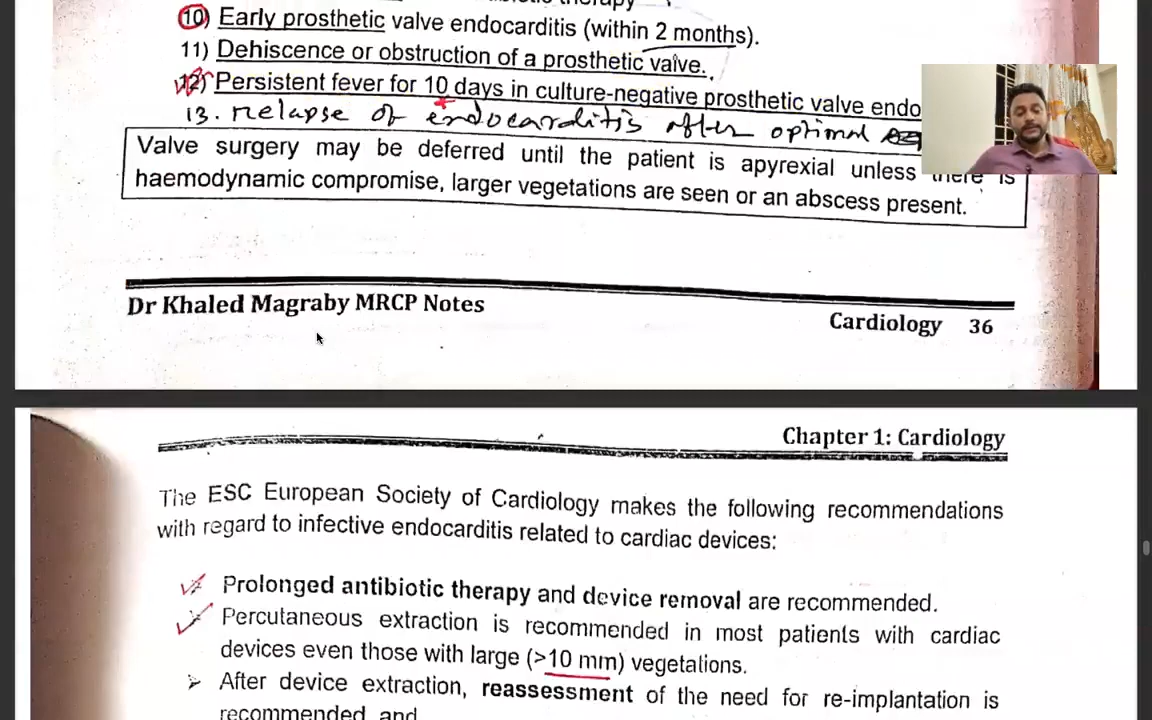 10) Early prosthetic valve endocarditis (within 2 months).
11) Dehiscence or obstruction of a prosthetic valve.
12) Persistent fever for 10 days in culture-negative prosthetic valve endo
13. relapse of endocarditis after optimal
Valve surgery may be deferred until the patient is apyrexial unless there is
haemodynamic compromise, larger vegetations are seen or an abscess present.
Dr Khaled Magraby MRCP Notes
Cardiology 36
Chapter 1: Cardiology
The ESC European Society of Cardiology makes the following recommendations
with regard to infective endocarditis related to cardiac devices:
Prolonged antibiotic therapy and device removal are recommended.
Percutaneous extraction is recommended in most patients with cardiac
devices even those with large (>10 mm) vegetations.
After device extraction, reassessment of the need for re-implantation is
recommended, and